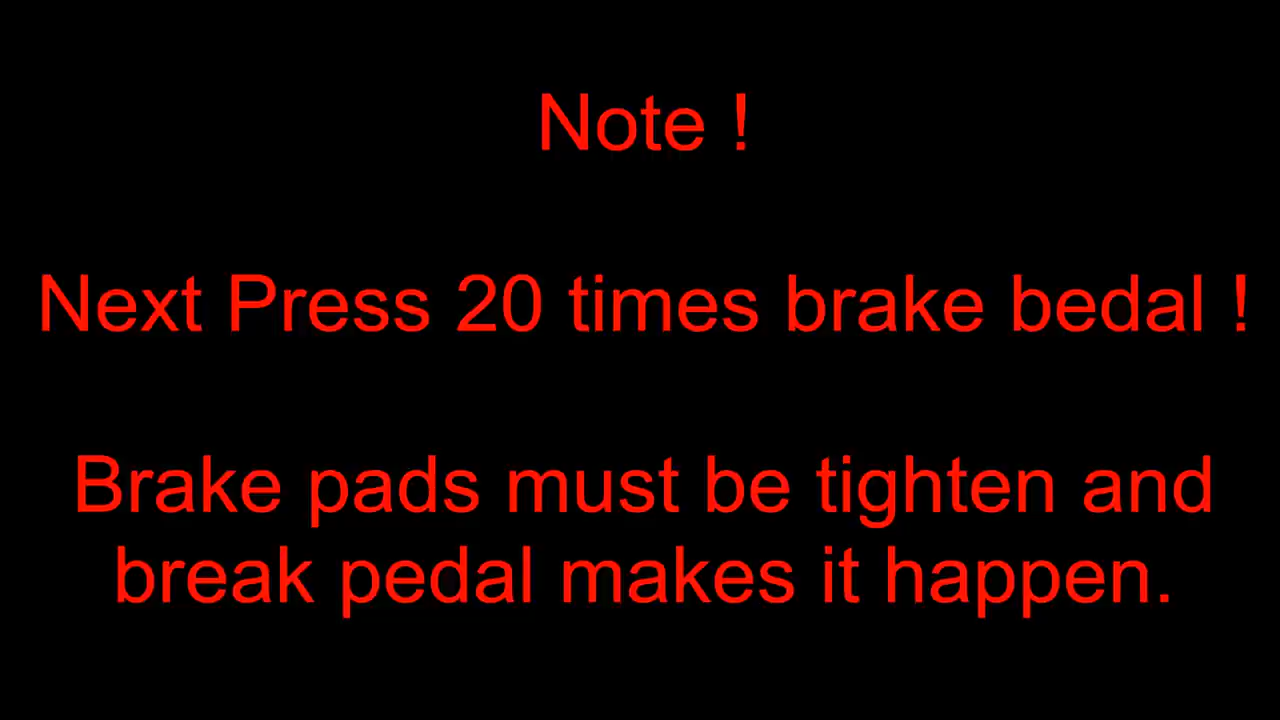 Note !
Next Press 20 times brake bedal !
Brake pads must be tighten and
break pedal makes it happen.